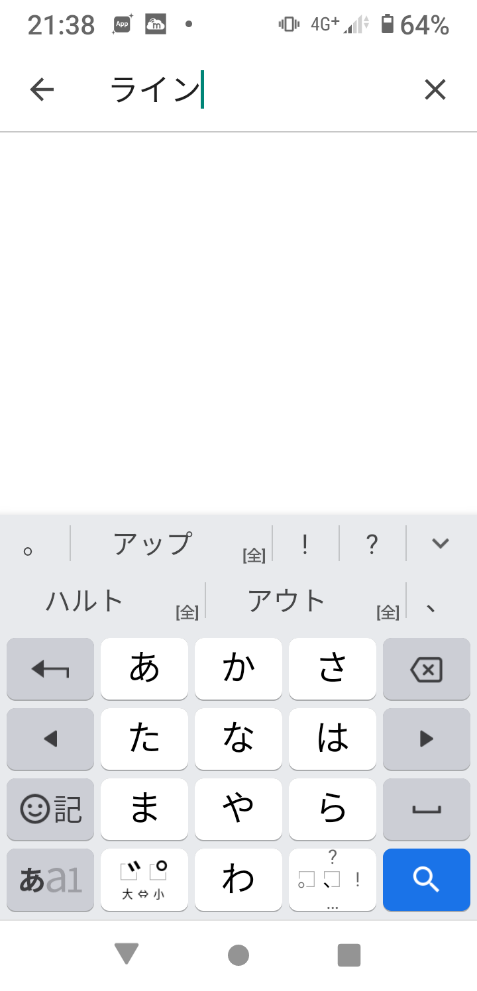 21:38 App m 4G+ 64%
ライン
。 アップ [全] ! ?
ハルト [全] アウト [全] 、
あ か さ
た な は
記 ま や ら
あa1 ゛゜ 大⇔小 わ 。 、 ? ! …